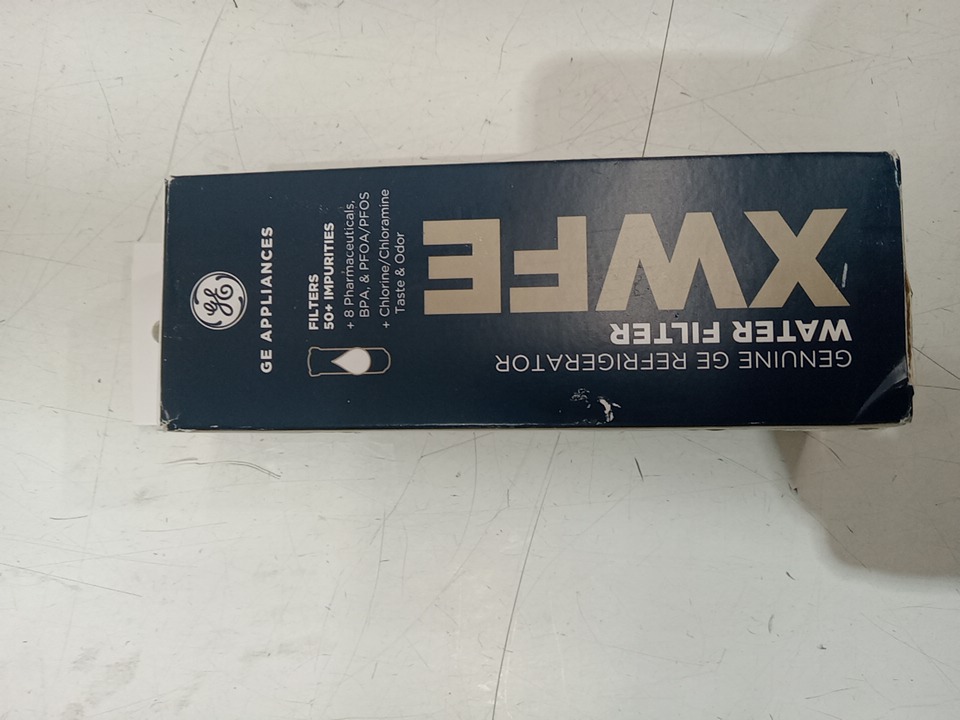 GE
GE APPLIANCES
FILTERS
50+ IMPURITIES
+ 8 Pharmaceuticals,
BPA, & PFOA/PFOS
+ Chlorine/Chloramine
Taste & Odor
GENUINE GE REFRIGERATOR
WATER FILTER
XWFE